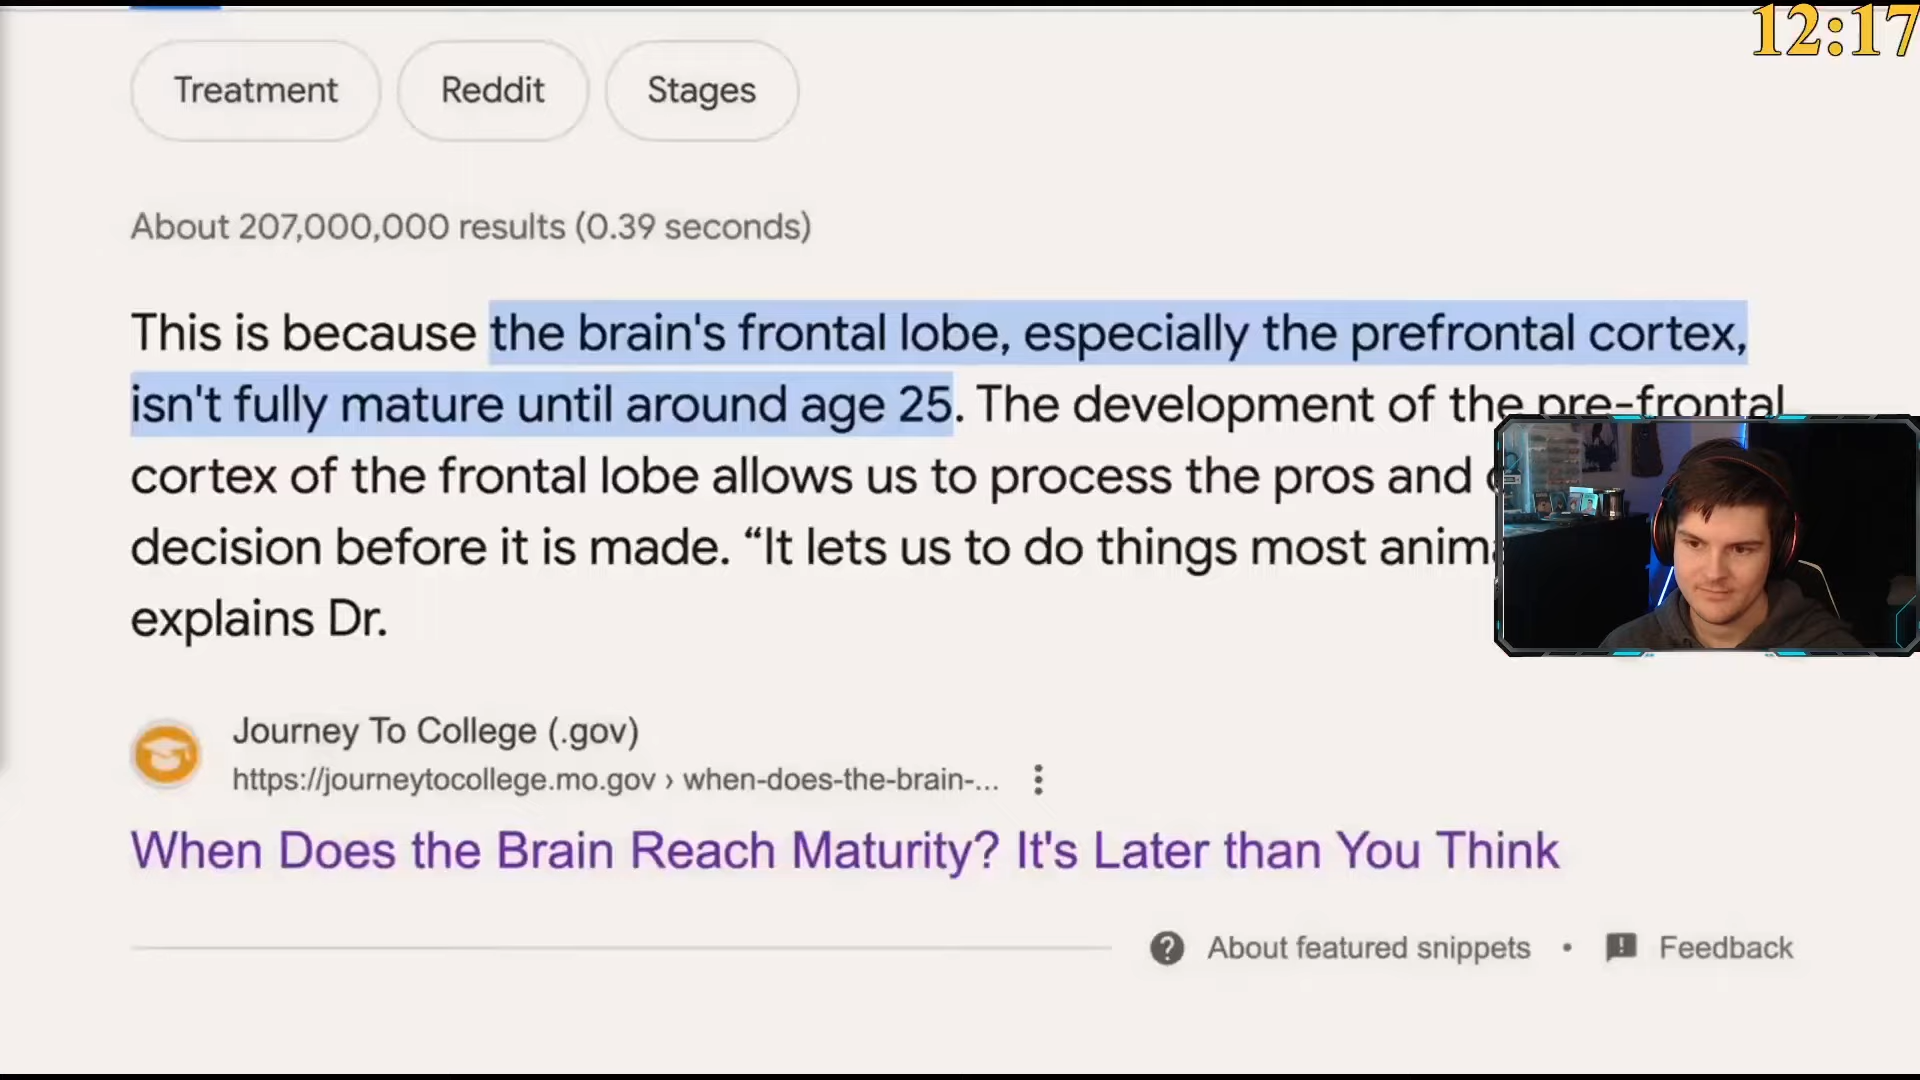 12:17
Treatment
Reddit
Stages
About 207,000,000 results (0.39 seconds)
This is because the brain's frontal lobe, especially the prefrontal cortex,
isn't fully mature until around age 25. The development of the pre-frontal
cortex of the frontal lobe allows us to process the pros and
decision before it is made. “It lets us to do things most
explains Dr.
Journey To College (.gov)
https://journeytocollege.mo.gov › when-does-the-brain-...
When Does the Brain Reach Maturity? It's Later than You Think
About featured snippets • Feedback